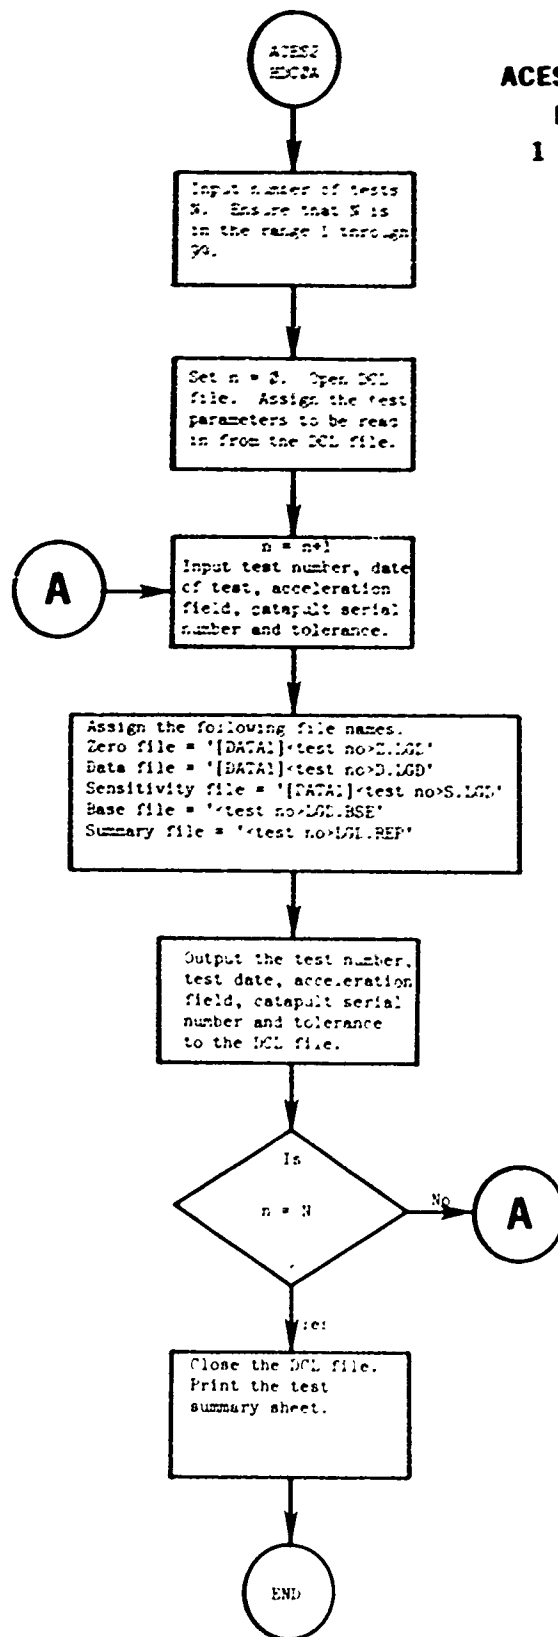 ACES2
HDC2A
ACES
1
Input number of tests
N. Ensure that N is
in the range 1 through
99.
Set n = 0. Open DCL
file. Assign the test
parameters to be read
in from the DCL file.
n = n+1
A
Input test number, date
of test, acceleration
field, catapult serial
number and tolerance.
Assign the following file names.
Zero file = '[DATA1]<test no>Z.LGD'
Data file = '[DATA1]<test no>D.LGD'
Sensitivity file = '[DATA1]<test no>S.LGD'
Base file = '<test no>LGD.BSE'
Summary file = '<test no>LGD.REP'
Output the test number,
test date, acceleration
field, catapult serial
number and tolerance
to the DCL file.
Is
n = N
No
A
Yes
Close the DCL file.
Print the test
summary sheet.
END